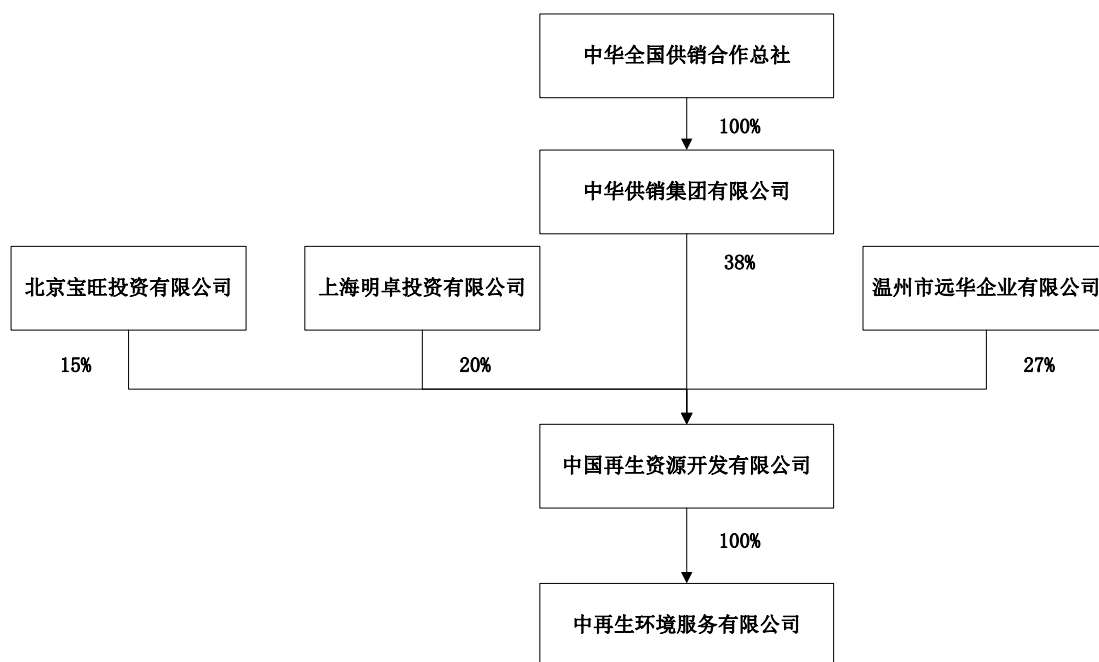 中华全国供销合作总社
100%
中华供销集团有限公司
38%
北京宝旺投资有限公司
上海明卓投资有限公司
温州市远华企业有限公司
15%
20%
27%
中国再生资源开发有限公司
100%
中再生环境服务有限公司